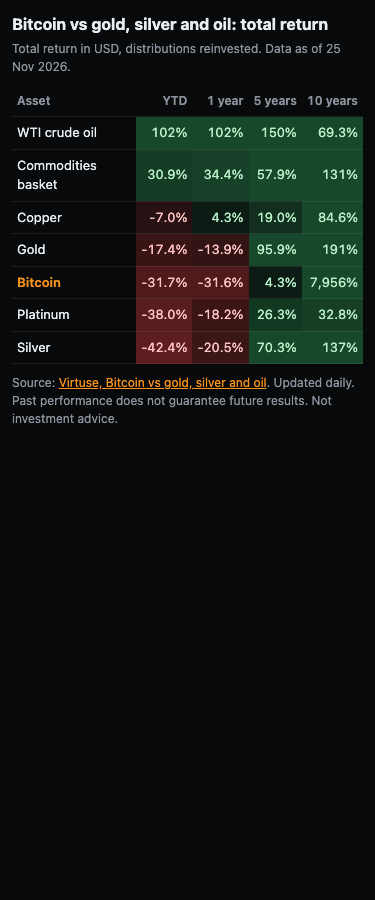 Bitcoin vs gold, silver and oil: total return
Total return in USD, distributions reinvested. Data as of 25
Nov 2026.
Asset YTD 1 year 5 years 10 years
WTI crude oil 102% 102% 150% 69.3%
Commodities
basket 30.9% 34.4% 57.9% 131%
Copper -7.0% 4.3% 19.0% 84.6%
Gold -17.4% -13.9% 95.9% 191%
Bitcoin -31.7% -31.6% 4.3% 7,956%
Platinum -38.0% -18.2% 26.3% 32.8%
Silver -42.4% -20.5% 70.3% 137%
Source: Virtuse, Bitcoin vs gold, silver and oil. Updated daily.
Past performance does not guarantee future results. Not
investment advice.